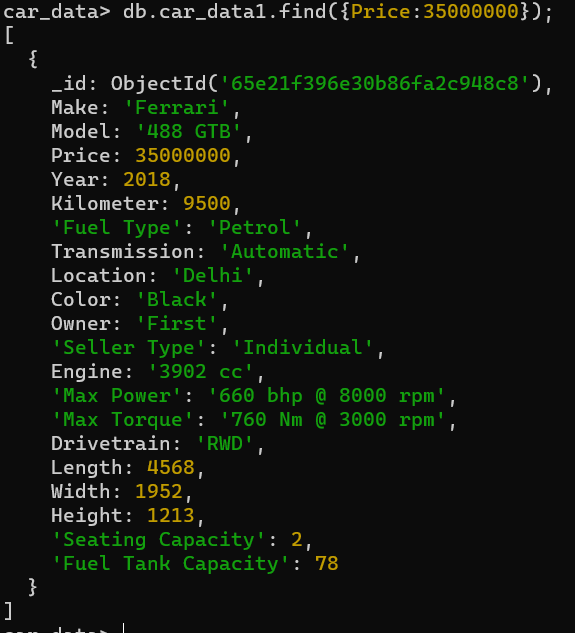 car_data> db.car_data1.find({Price:35000000});
[
  {
    _id: ObjectId('65e21f396e30b86fa2c948c8'),
    Make: 'Ferrari',
    Model: '488 GTB',
    Price: 35000000,
    Year: 2018,
    Kilometer: 9500,
    'Fuel Type': 'Petrol',
    Transmission: 'Automatic',
    Location: 'Delhi',
    Color: 'Black',
    Owner: 'First',
    'Seller Type': 'Individual',
    Engine: '3902 cc',
    'Max Power': '660 bhp @ 8000 rpm',
    'Max Torque': '760 Nm @ 3000 rpm',
    Drivetrain: 'RWD',
    Length: 4568,
    Width: 1952,
    Height: 1213,
    'Seating Capacity': 2,
    'Fuel Tank Capacity': 78
  }
]
car_data>